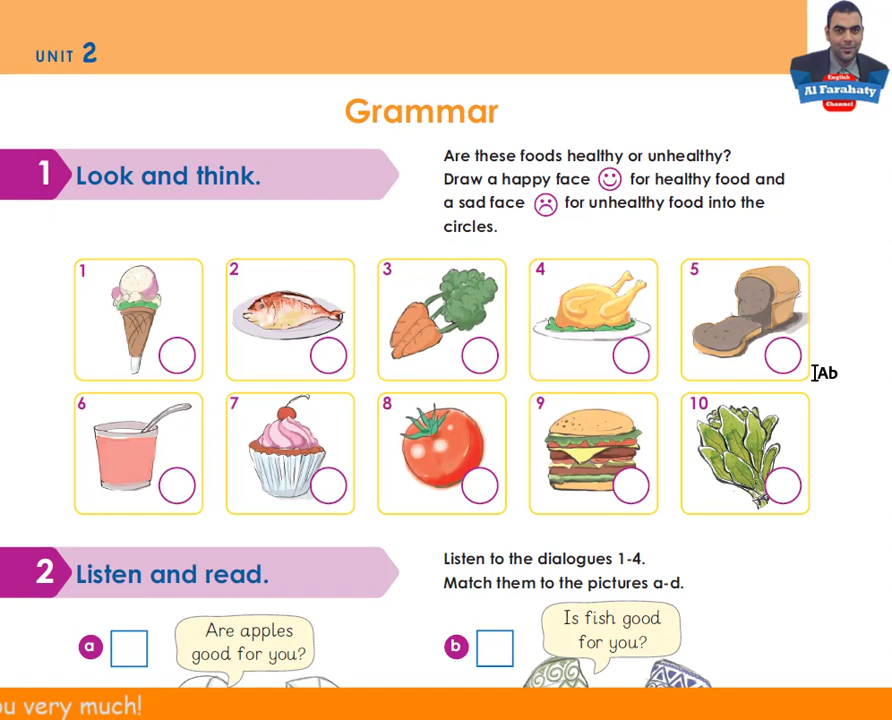 UNIT 2
English
Al Farahaty
Channel
Grammar
1 Look and think.
Are these foods healthy or unhealthy?
Draw a happy face for healthy food and
a sad face for unhealthy food into the
circles.
1
2
3
4
5
Ab
6
7
8
9
10
2 Listen and read.
Listen to the dialogues 1-4.
Match them to the pictures a-d.
a
Are apples
good for you?
b
Is fish good
for you?
ou very much!